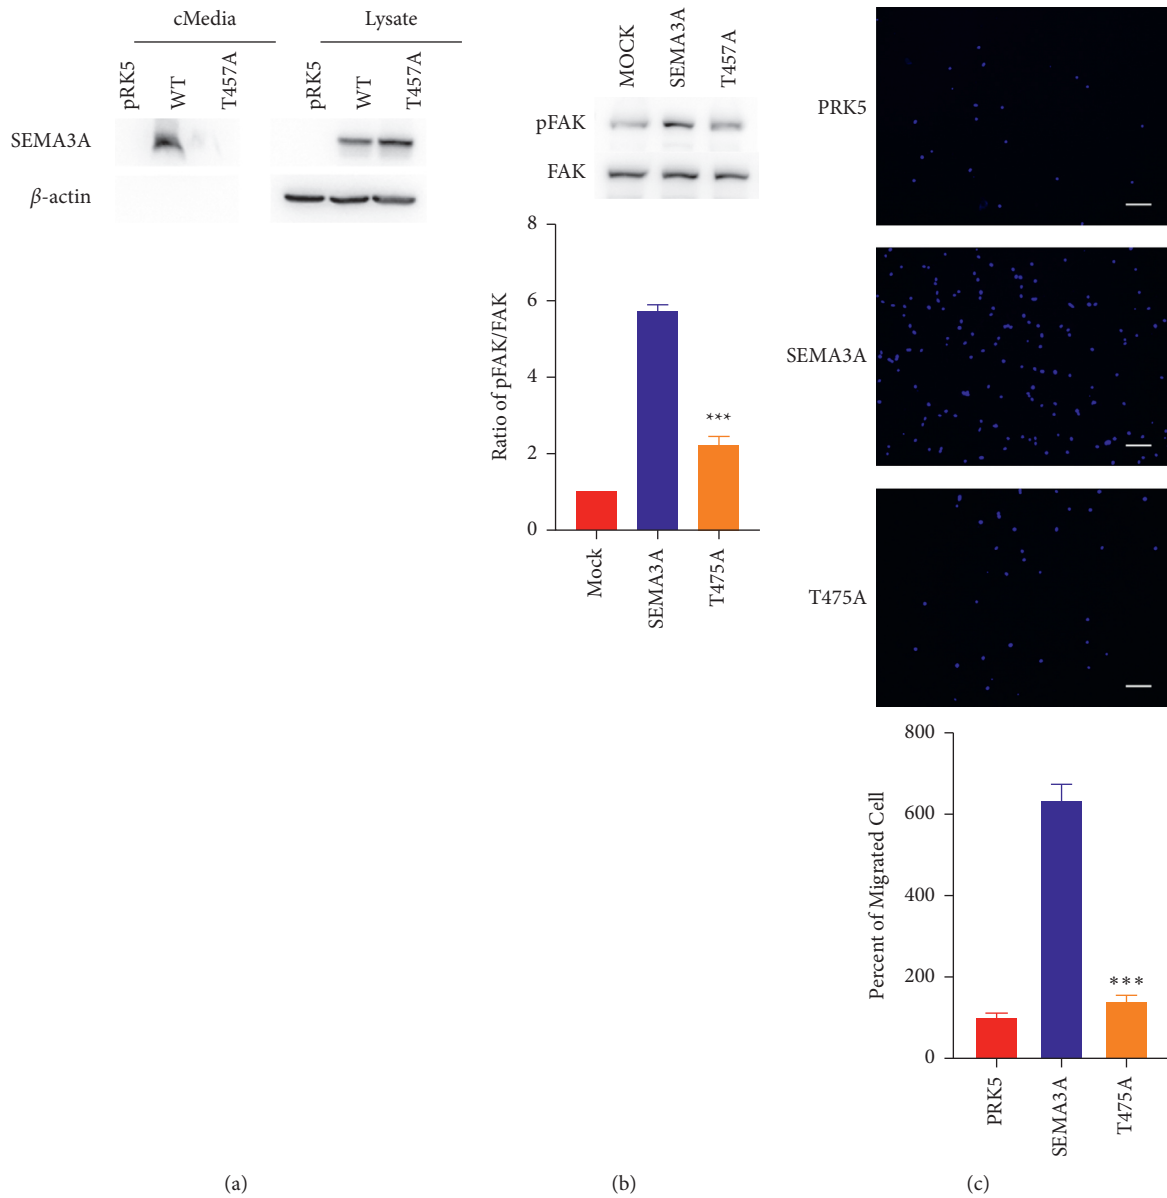 cMedia
Lysate
pRK5
WT
T457A
pRK5
WT
T457A
SEMA3A
β-actin
(a)
MOCK
SEMA3A
T457A
pFAK
FAK
8
6
4
2
0
Ratio of pFAK/FAK
***
Mock
SEMA3A
T475A
(b)
PRK5
SEMA3A
T475A
800
600
400
200
0
Percent of Migrated Cell
***
PRK5
SEMA3A
T475A
(c)